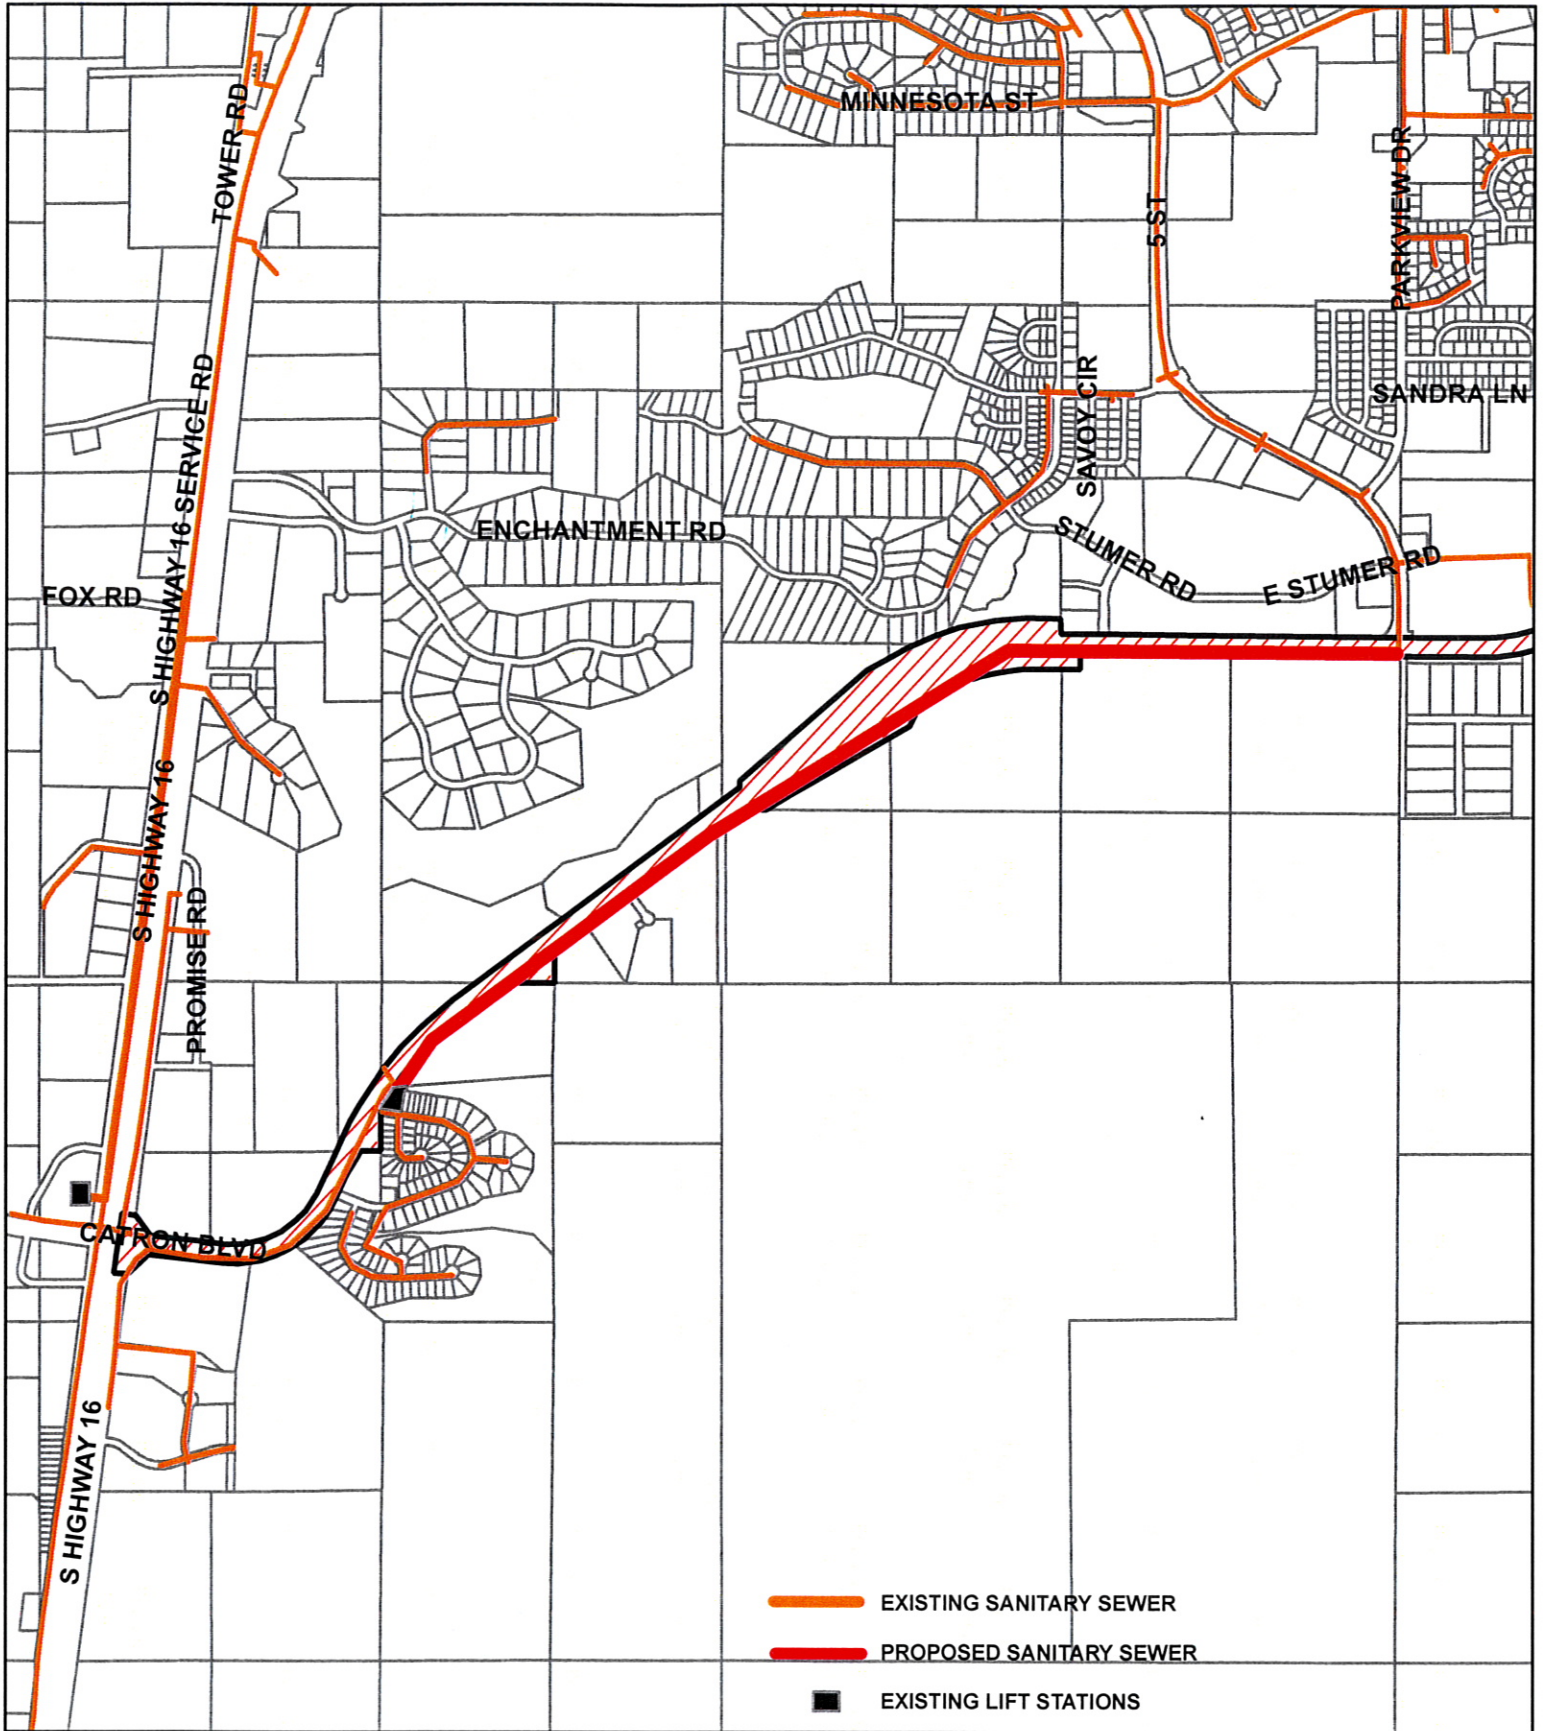 MINNESOTA ST
TOWER RD
5 ST
PARKVIEW DR
S HIGHWAY 16 SERVICE RD
SAVOY CIR
SANDRA LN
ENCHANTMENT RD
STUMER RD
E STUMER RD
FOX RD
S HIGHWAY 16
PROMISE RD
CATRON BLVD
S HIGHWAY 16
EXISTING SANITARY SEWER
PROPOSED SANITARY SEWER
EXISTING LIFT STATIONS